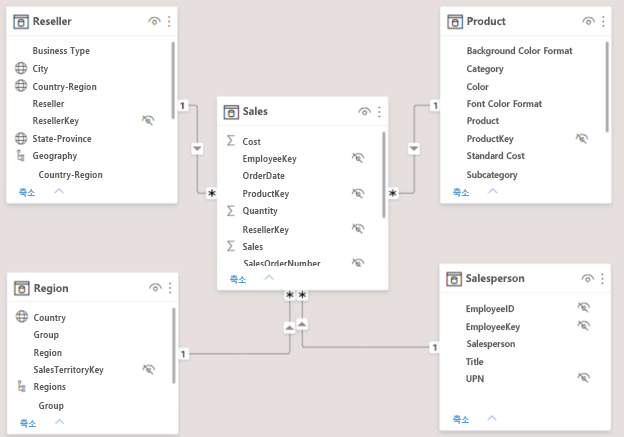 Reseller
Business Type
City
Country-Region
Reseller
ResellerKey
State-Province
Geography
Country-Region
축소
1
*
Sales
Cost
EmployeeKey
OrderDate
ProductKey
Quantity
ResellerKey
Sales
SalesOrderNumber
축소
Product
Background Color Format
Category
Color
Font Color Format
Product
ProductKey
Standard Cost
Subcategory
축소
1
*
Region
Country
Group
Region
SalesTerritoryKey
Regions
Group
축소
1
* *
Salesperson
EmployeeID
EmployeeKey
Salesperson
Title
UPN
축소
1